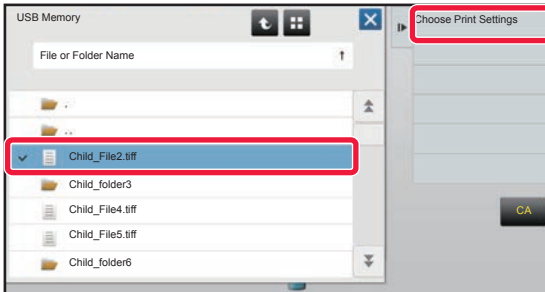 USB Memory
Choose Print Settings
File or Folder Name ↑
.
..
Child_File2.tiff
Child_folder3
Child_File4.tiff
Child_File5.tiff
Child_folder6
CA